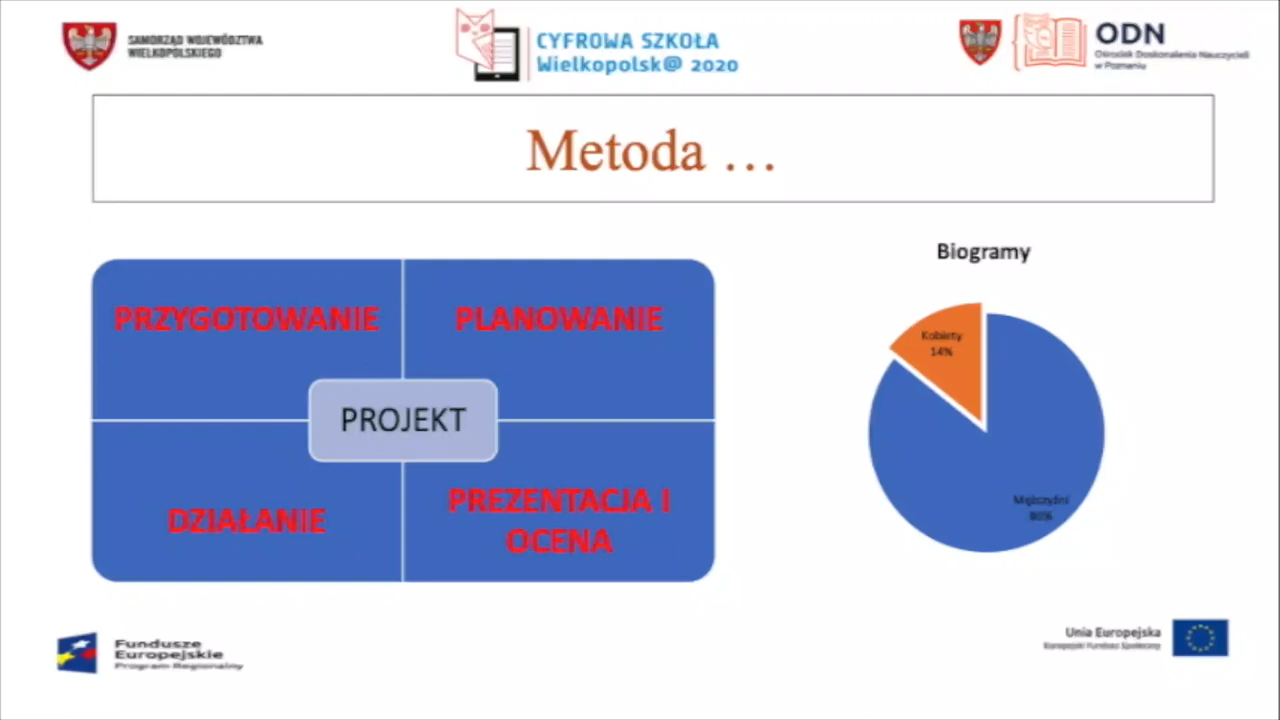 SAMORZĄD WOJEWÓDZTWA
WIELKOPOLSKIEGO
CYFROWA SZKOŁA
Wielkopolsk@ 2020
ODN
Ośrodek Doskonalenia Nauczycieli
w Poznaniu
Metoda …
PRZYGOTOWANIE
PLANOWANIE
PROJEKT
DZIAŁANIE
PREZENTACJA I
OCENA
Biogramy
Kobiety
14%
Mężczyźni
86%
Fundusze
Europejskie
Program Regionalny
Unia Europejska
Europejski Fundusz Społeczny